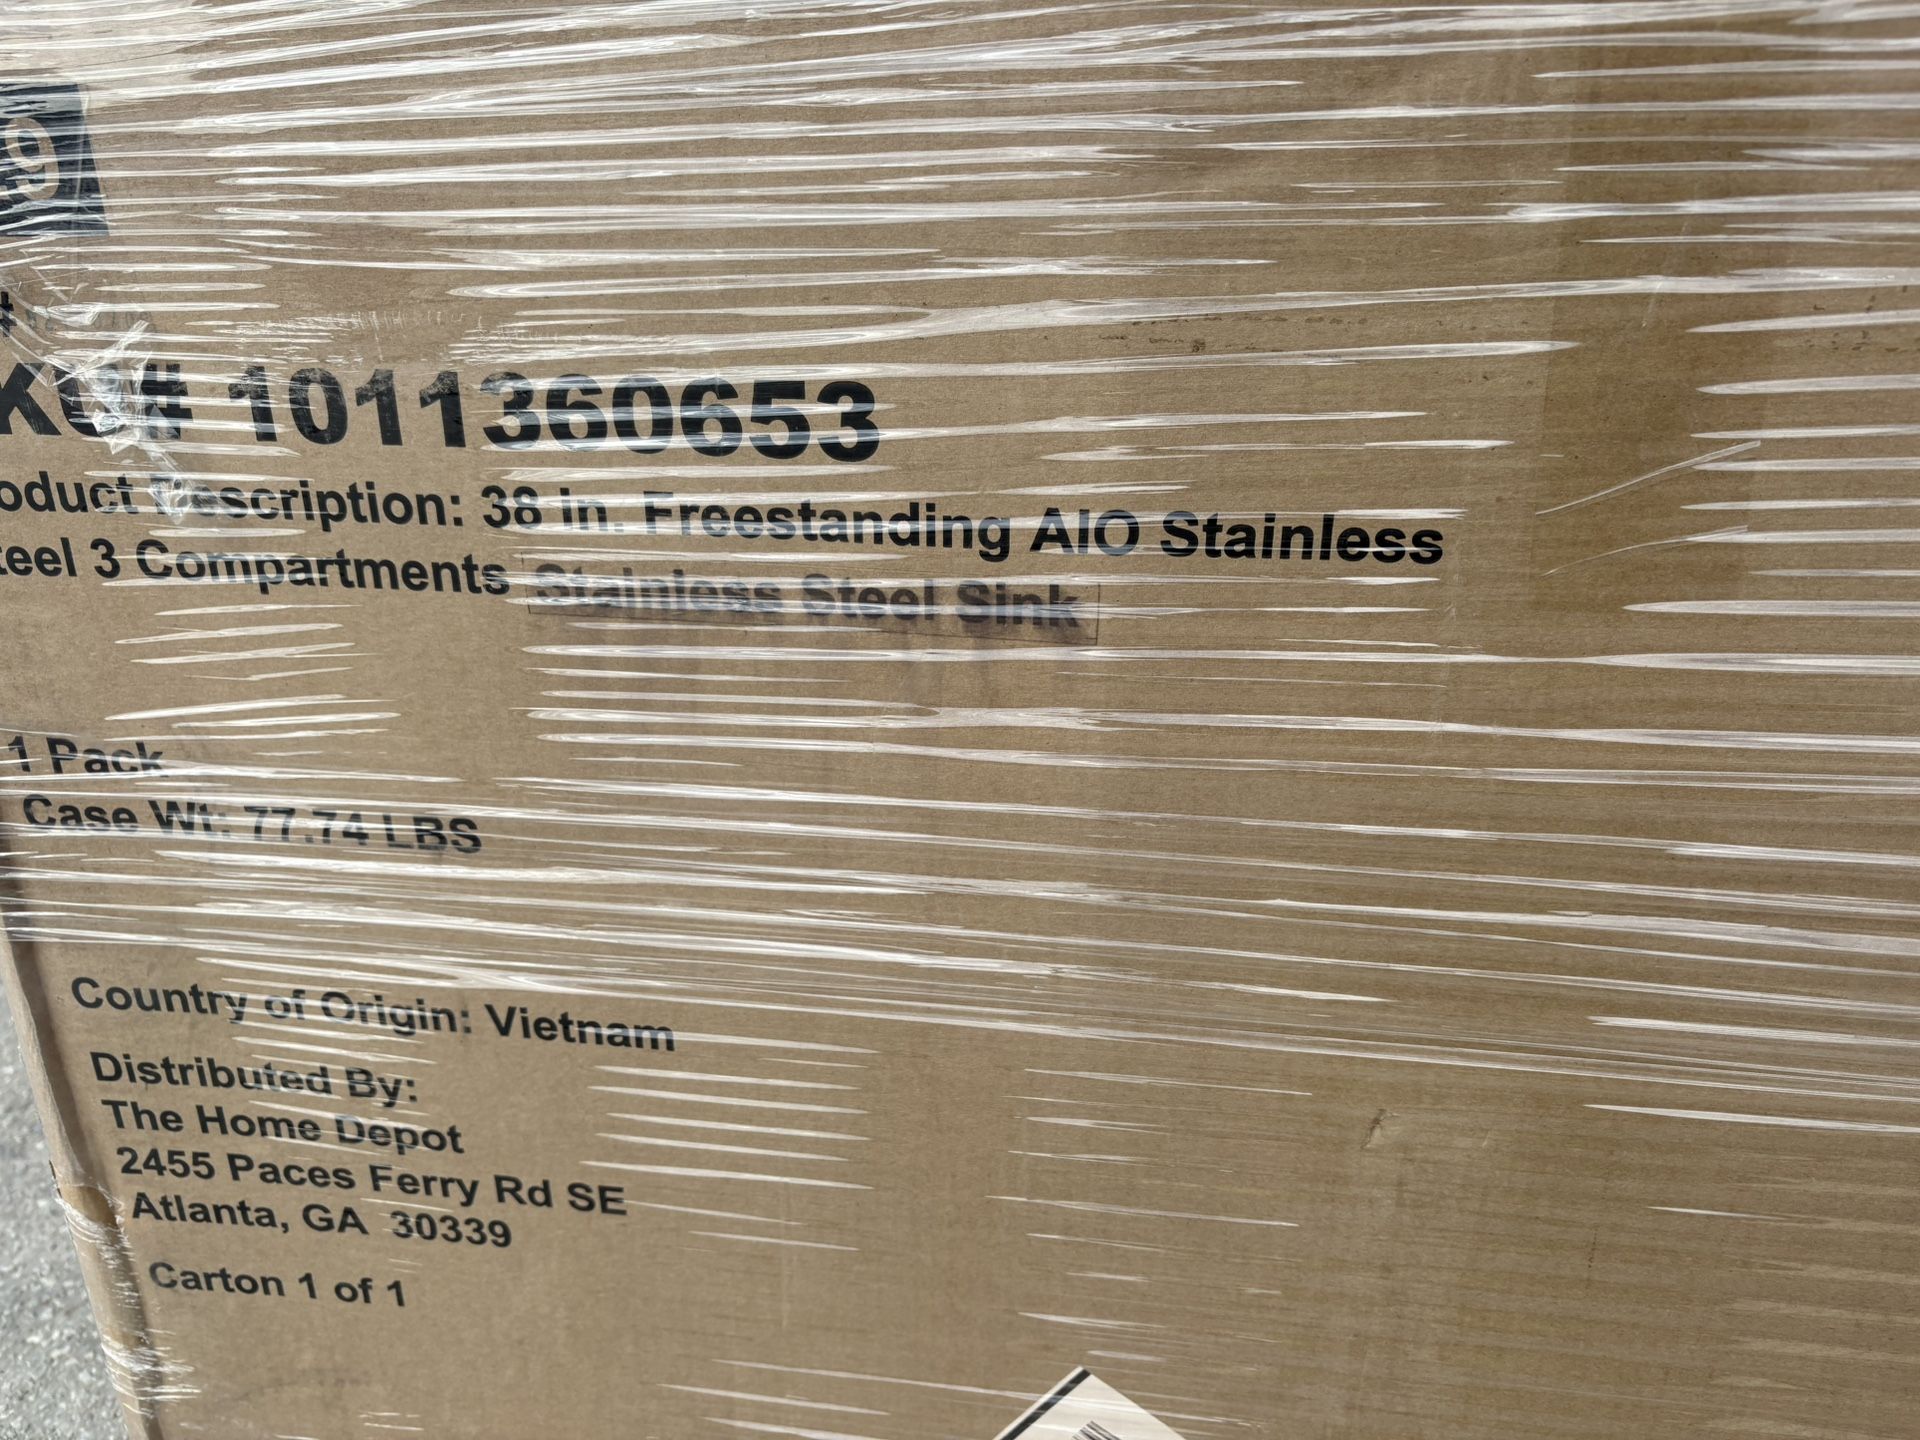 49
#
KU# 1011360653
oduct Description: 38 in. Freestanding AIO Stainless
teel 3 Compartments Stainless Steel Sink
1 Pack
Case Wt: 77.74 LBS
Country of Origin: Vietnam
Distributed By:
The Home Depot
2455 Paces Ferry Rd SE
Atlanta, GA 30339
Carton 1 of 1